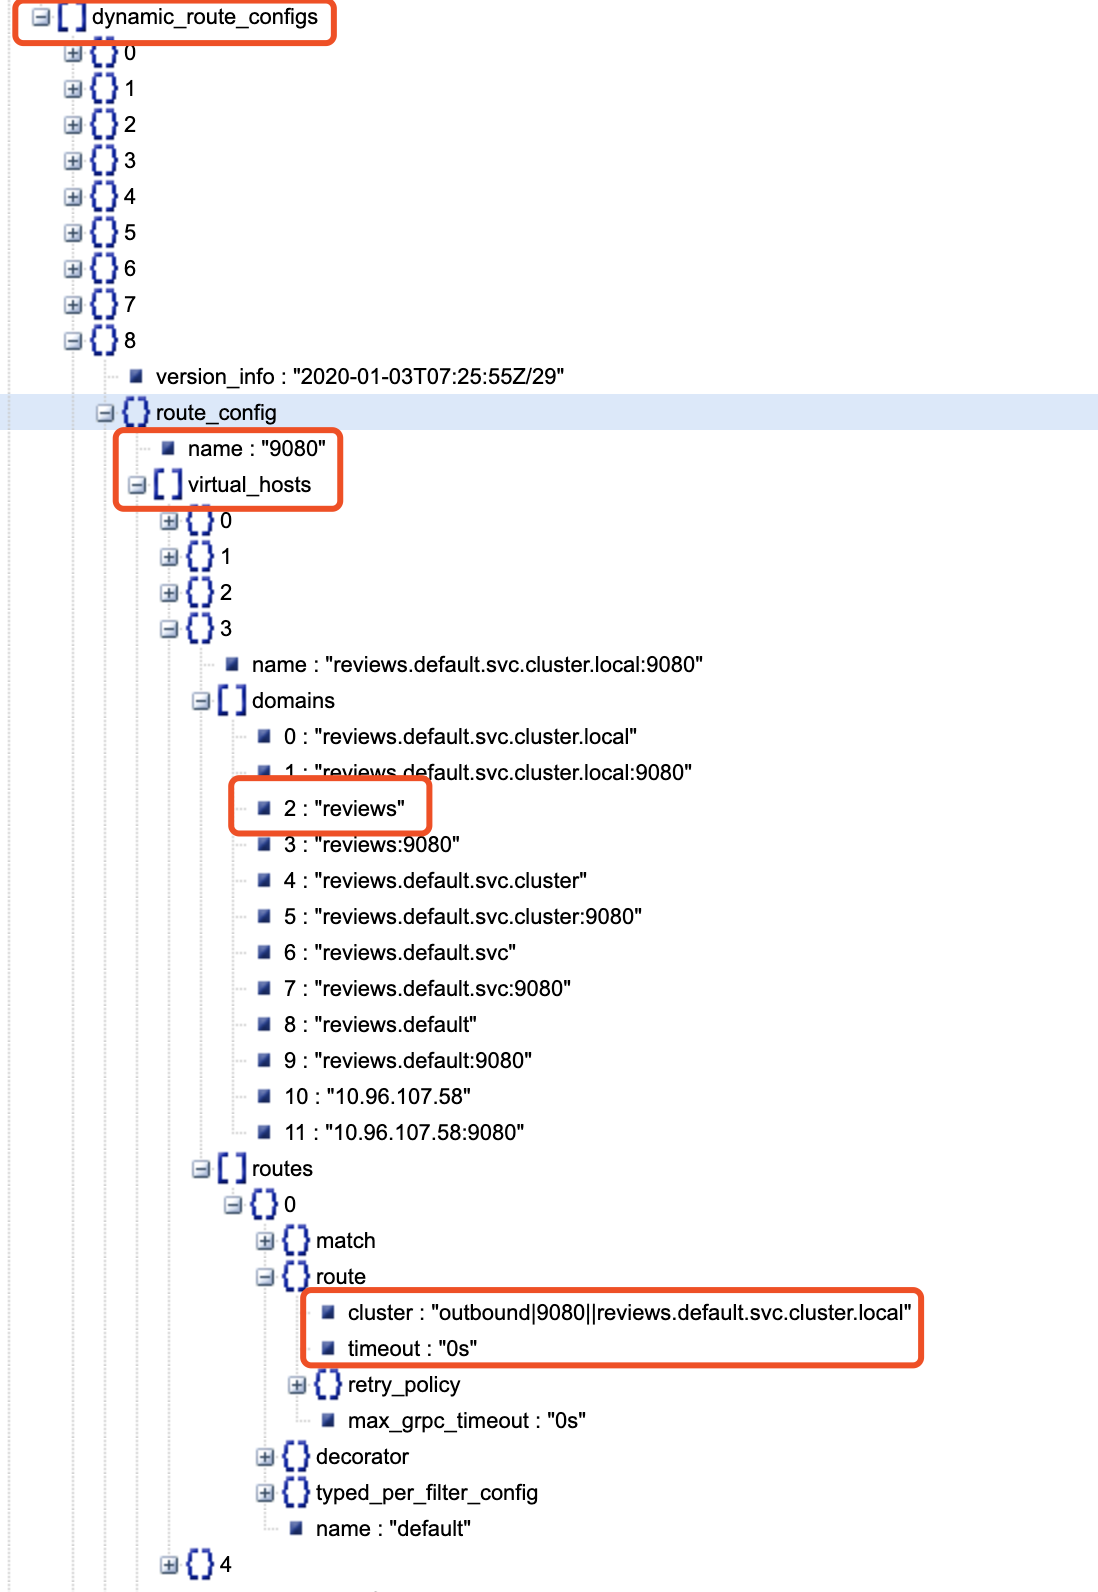 dynamic_route_configs
0
1
2
3
4
5
6
7
8
version_info : "2020-01-03T07:25:55Z/29"
route_config
name : "9080"
virtual_hosts
0
1
2
3
name : "reviews.default.svc.cluster.local:9080"
domains
0 : "reviews.default.svc.cluster.local"
1 : "reviews.default.svc.cluster.local:9080"
2 : "reviews"
3 : "reviews:9080"
4 : "reviews.default.svc.cluster"
5 : "reviews.default.svc.cluster:9080"
6 : "reviews.default.svc"
7 : "reviews.default.svc:9080"
8 : "reviews.default"
9 : "reviews.default:9080"
10 : "10.96.107.58"
11 : "10.96.107.58:9080"
routes
0
match
route
cluster : "outbound|9080||reviews.default.svc.cluster.local"
timeout : "0s"
retry_policy
max_grpc_timeout : "0s"
decorator
typed_per_filter_config
name : "default"
4